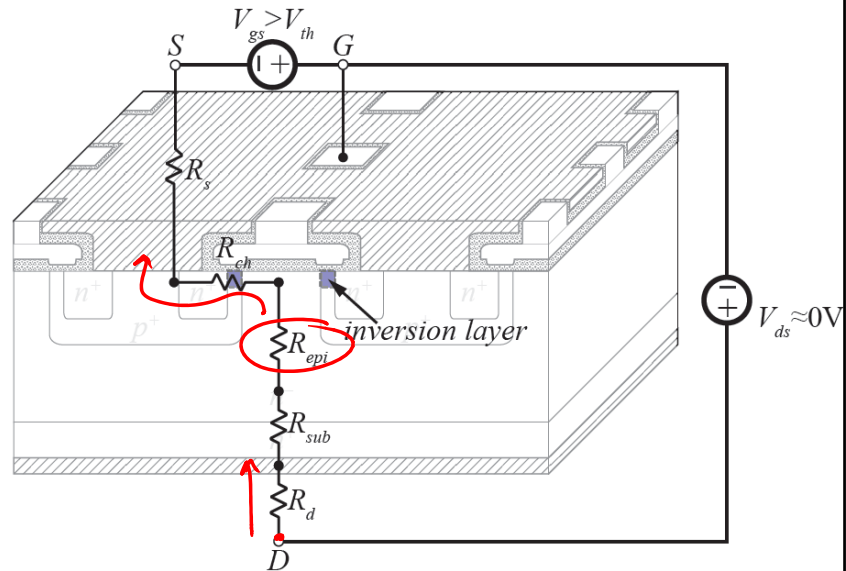 V_gs>V_th
S
G
R_s
R_ch
n⁺
n⁺
n⁺
p⁺
inversion layer
R_epi
V_ds≈0V
R_sub
R_d
D